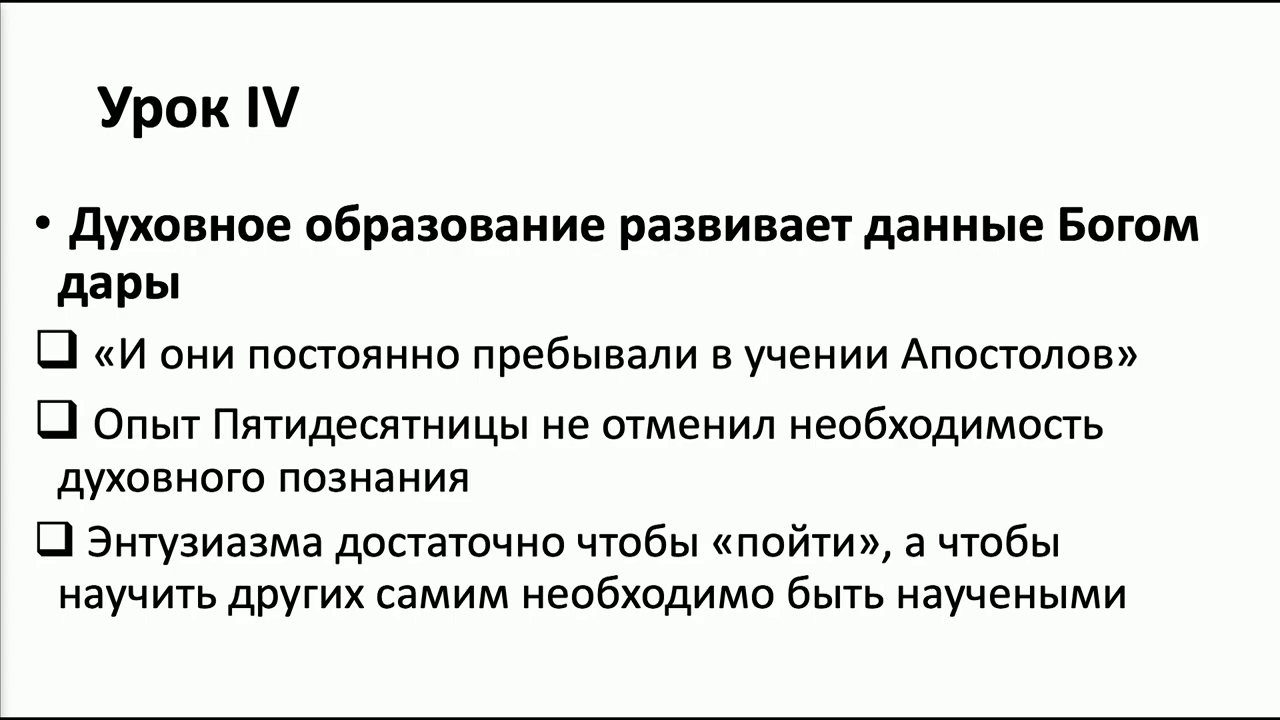 Урок IV
• Духовное образование развивает данные Богом
дары
❑ «И они постоянно пребывали в учении Апостолов»
❑ Опыт Пятидесятницы не отменил необходимость
духовного познания
❑ Энтузиазма достаточно чтобы «пойти», а чтобы
научить других самим необходимо быть научеными